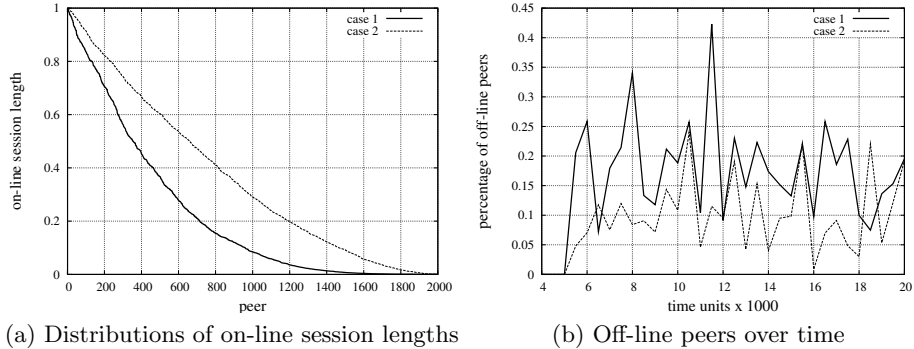 1
0.8
0.6
0.4
0.2
0
on-line session length
case 1
case 2
0 200 400 600 800 1000 1200 1400 1600 1800 2000
peer
(a) Distributions of on-line session lengths
0.45
0.4
0.35
0.3
0.25
0.2
0.15
0.1
0.05
0
percentage of off-line peers
case 1
case 2
4 6 8 10 12 14 16 18 20
time units x 1000
(b) Off-line peers over time